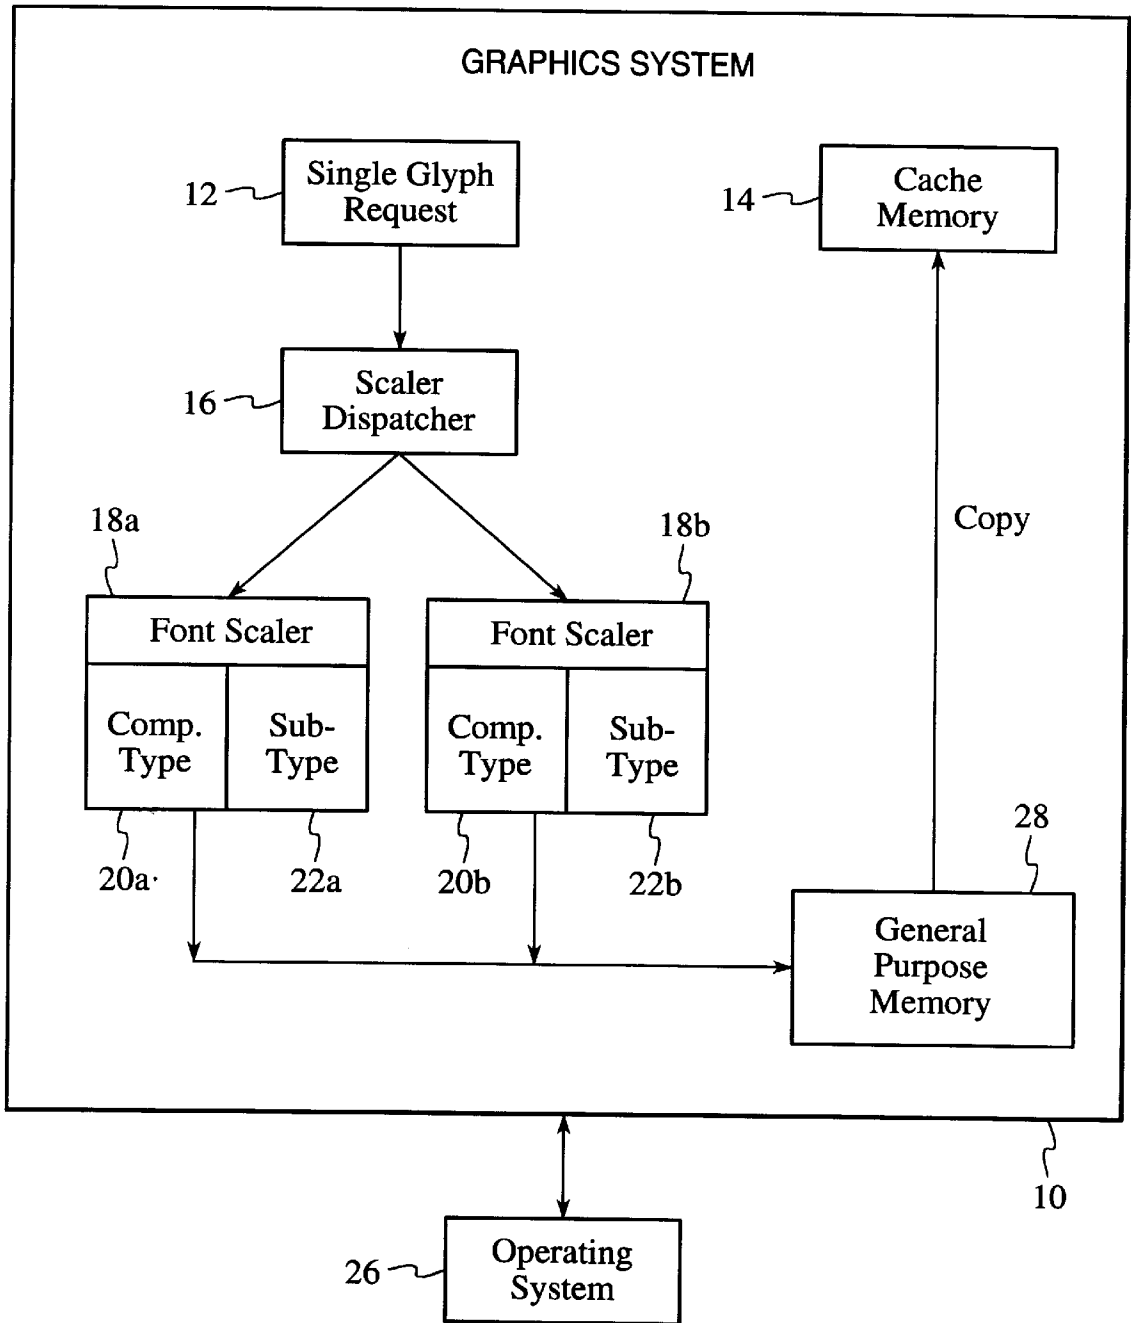 GRAPHICS SYSTEM
12
Single Glyph
Request
14
Cache
Memory
16
Scaler
Dispatcher
Copy
18a
18b
Font Scaler
Font Scaler
Comp.
Type
Sub-
Type
Comp.
Type
Sub-
Type
20a
22a
20b
22b
28
General
Purpose
Memory
10
26
Operating
System